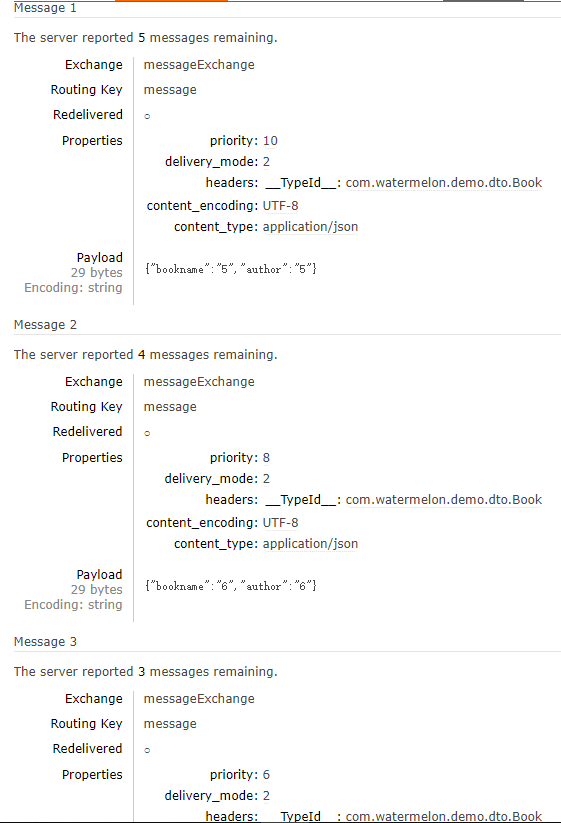 Message 1
The server reported 5 messages remaining.
Exchange messageExchange
Routing Key message
Redelivered ○
Properties priority: 10
delivery_mode: 2
headers: __TypeId__: com.watermelon.demo.dto.Book
content_encoding: UTF-8
content_type: application/json
Payload
29 bytes
Encoding: string
{"bookname":"5","author":"5"}
Message 2
The server reported 4 messages remaining.
Exchange messageExchange
Routing Key message
Redelivered ○
Properties priority: 8
delivery_mode: 2
headers: __TypeId__: com.watermelon.demo.dto.Book
content_encoding: UTF-8
content_type: application/json
Payload
29 bytes
Encoding: string
{"bookname":"6","author":"6"}
Message 3
The server reported 3 messages remaining.
Exchange messageExchange
Routing Key message
Redelivered ○
Properties priority: 6
delivery_mode: 2
headers: __TypeId__: com.watermelon.demo.dto.Book